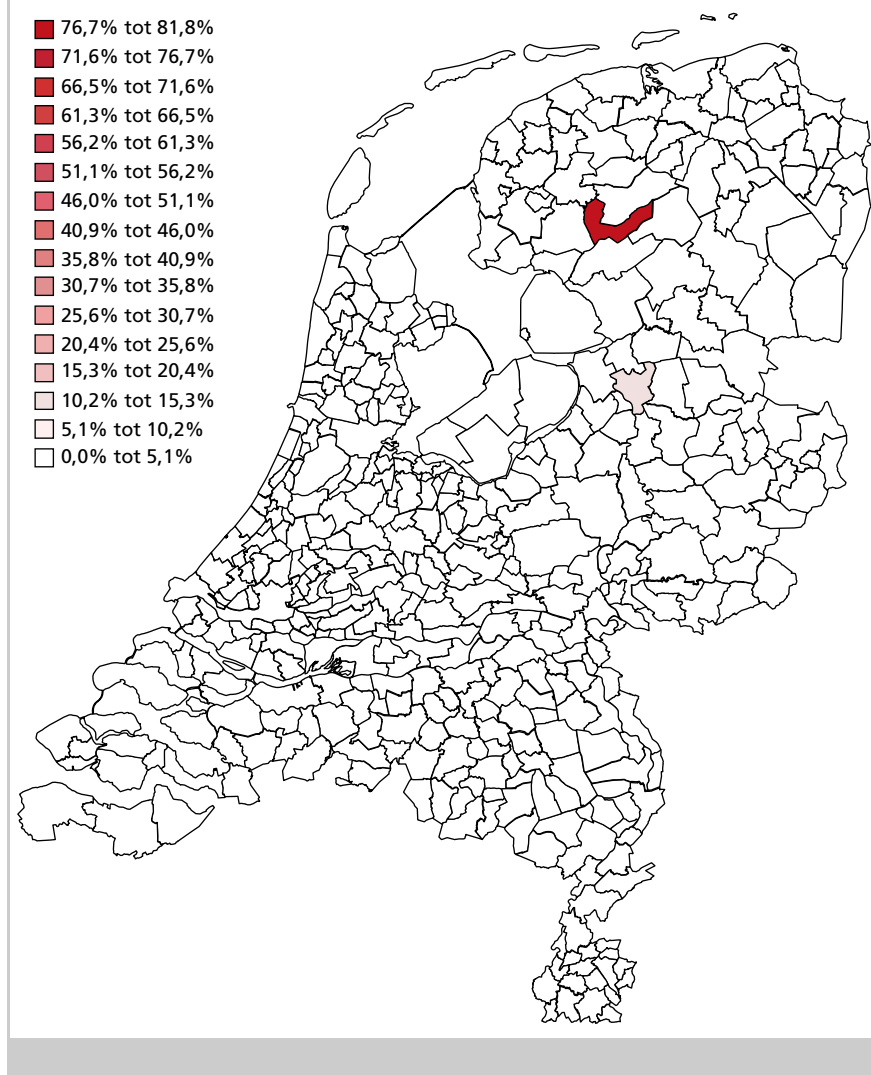 76,7% tot 81,8%
71,6% tot 76,7%
66,5% tot 71,6%
61,3% tot 66,5%
56,2% tot 61,3%
51,1% tot 56,2%
46,0% tot 51,1%
40,9% tot 46,0%
35,8% tot 40,9%
30,7% tot 35,8%
25,6% tot 30,7%
20,4% tot 25,6%
15,3% tot 20,4%
10,2% tot 15,3%
5,1% tot 10,2%
0,0% tot 5,1%